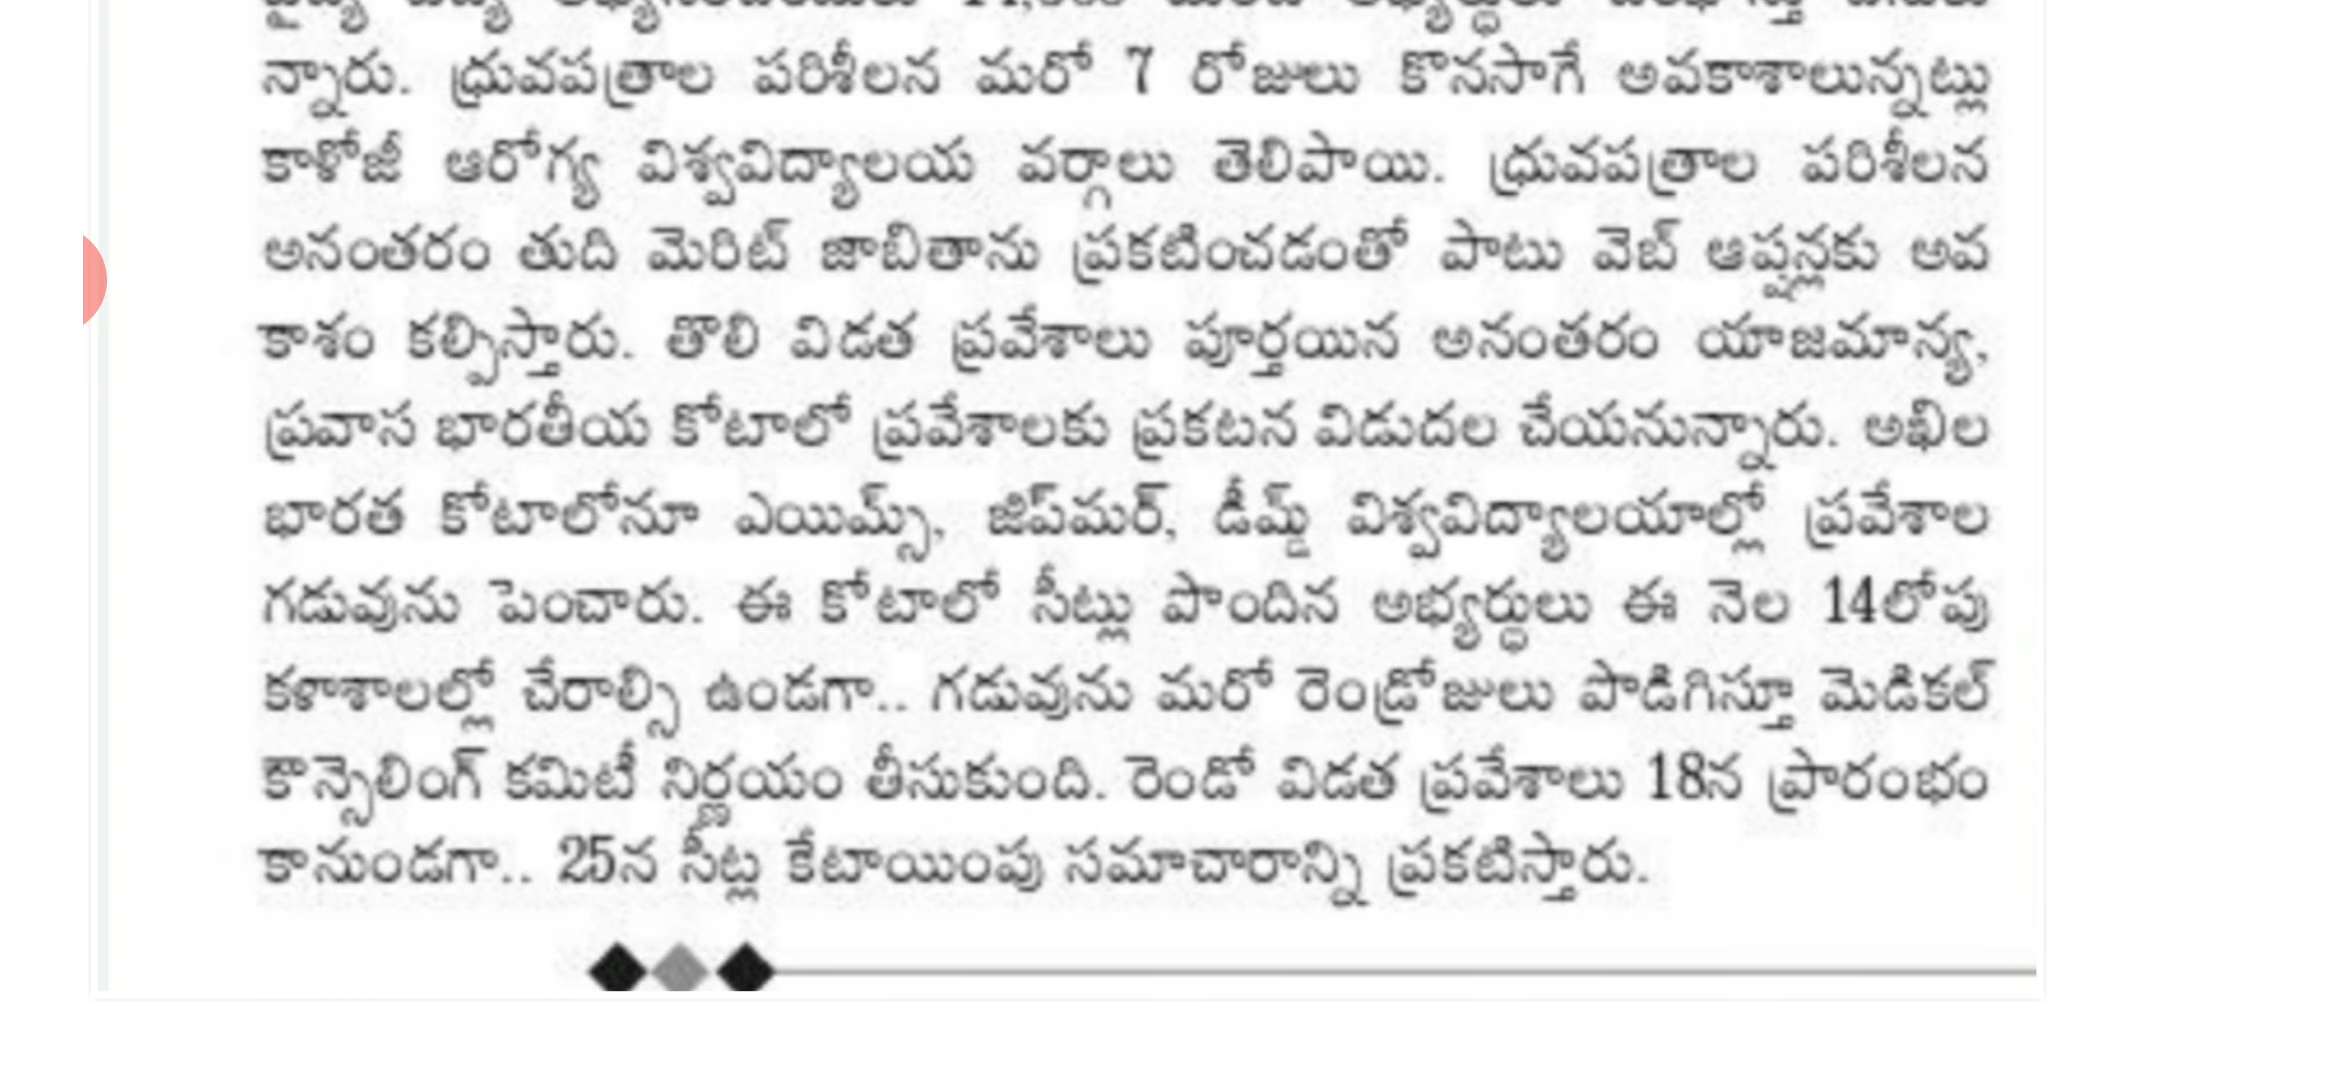 న్నారు. ధ్రువపత్రాల పరిశీలన మరో 7 రోజులు కొనసాగే అవకాశాలున్నట్లు
కాళోజీ ఆరోగ్య విశ్వవిద్యాలయ వర్గాలు తెలిపాయి. ధ్రువపత్రాల పరిశీలన
అనంతరం తుది మెరిట్ జాబితాను ప్రకటించడంతో పాటు వెబ్ ఆప్షన్లకు అవ
కాశం కల్పిస్తారు. తొలి విడత ప్రవేశాలు పూర్తయిన అనంతరం యాజమాన్య,
ప్రవాస భారతీయ కోటాలో ప్రవేశాలకు ప్రకటన విడుదల చేయనున్నారు. అఖిల
భారత కోటాలోనూ ఎయిమ్స్, జిప్‌మర్, డీమ్డ్ విశ్వవిద్యాలయాల్లో ప్రవేశాల
గడువును పెంచారు. ఈ కోటాలో సీట్లు పొందిన అభ్యర్థులు ఈ నెల 14లోపు
కళాశాలల్లో చేరాల్సి ఉండగా.. గడువును మరో రెండ్రోజులు పొడిగిస్తూ మెడికల్
కౌన్సెలింగ్ కమిటీ నిర్ణయం తీసుకుంది. రెండో విడత ప్రవేశాలు 18న ప్రారంభం
కానుండగా.. 25న సీట్ల కేటాయింపు సమాచారాన్ని ప్రకటిస్తారు.